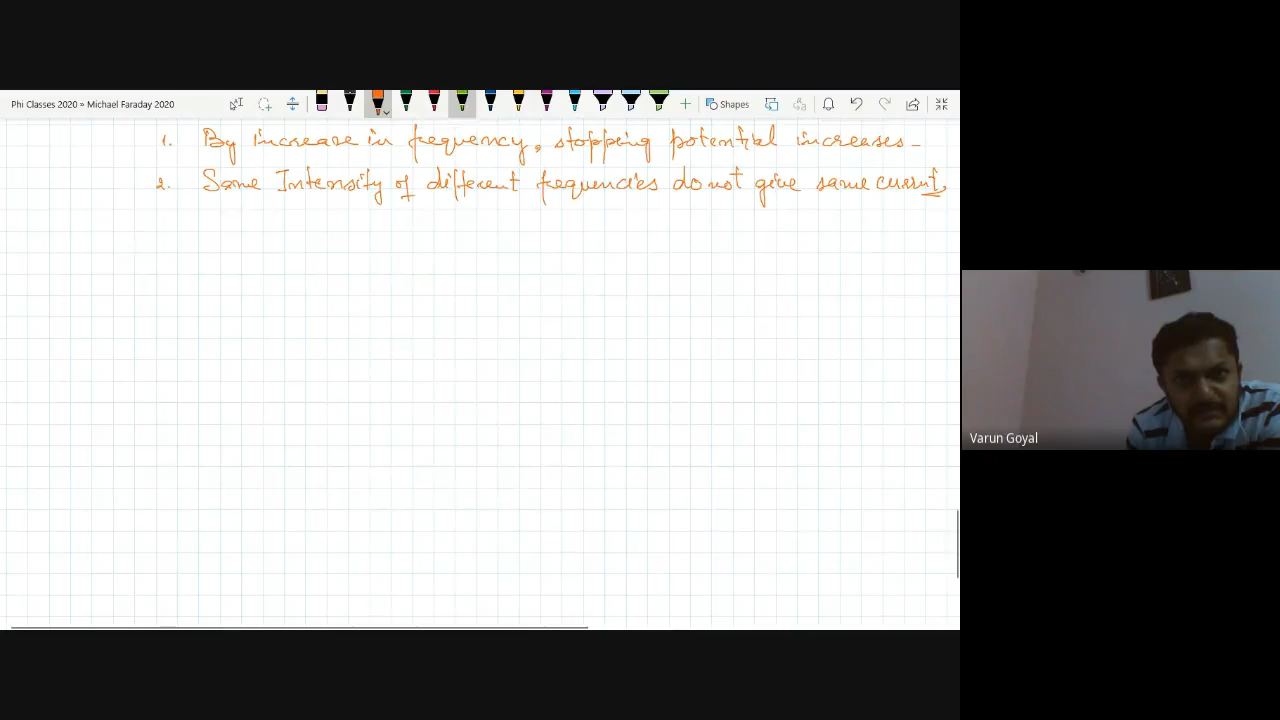 Phi Classes 2020 » Michael Faraday 2020
Shapes
1. By increase in frequency, stopping potential increases.
2. Same Intensity of different frequencies do not give same current.
Varun Goyal